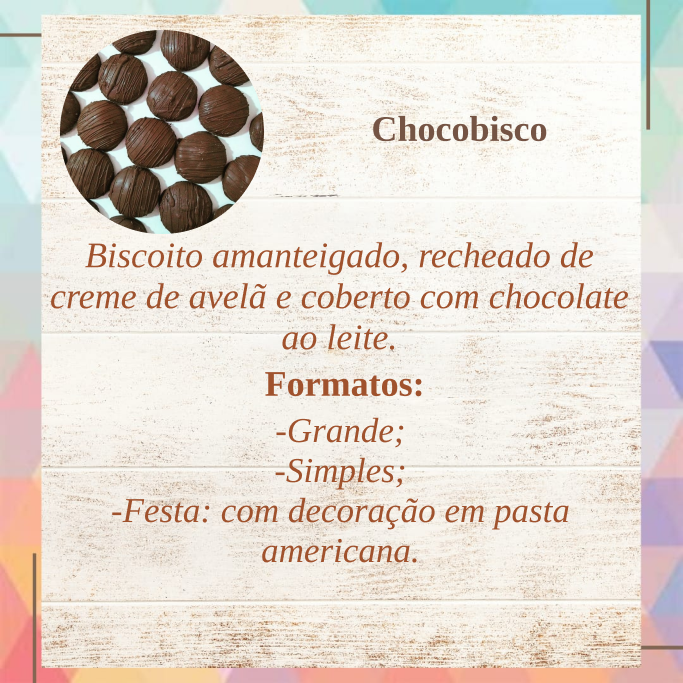 Chocobisco
Biscoito amanteigado, recheado de
creme de avelã e coberto com chocolate
ao leite.
Formatos:
-Grande;
-Simples;
-Festa: com decoração em pasta
americana.